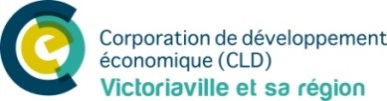 Corporation de développement
économique (CLD)
Victoriaville et sa région